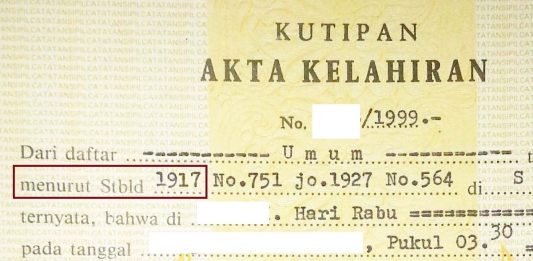 KUTIPAN
AKTA KELAHIRAN
No. /1999.-
Dari daftar ----------- U m u m ----------- t
menurut Stbld 1917 No.751 jo.1927 No.564 di S
ternyata, bahwa di . Hari Rabu ===========
pada tanggal , Pukul 03.30 =